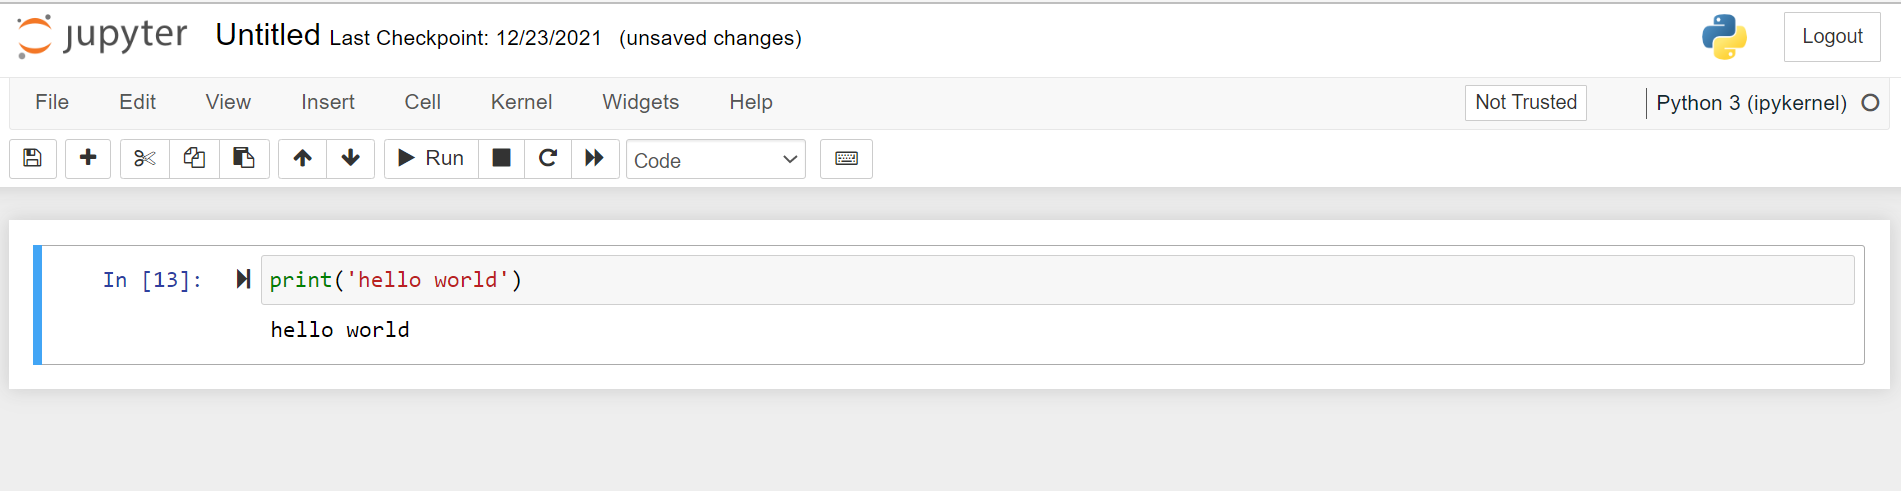 jupyter Untitled Last Checkpoint: 12/23/2021 (unsaved changes) Logout
File Edit View Insert Cell Kernel Widgets Help Not Trusted Python 3 (ipykernel)
Run Code
In [13]: print('hello world')
hello world